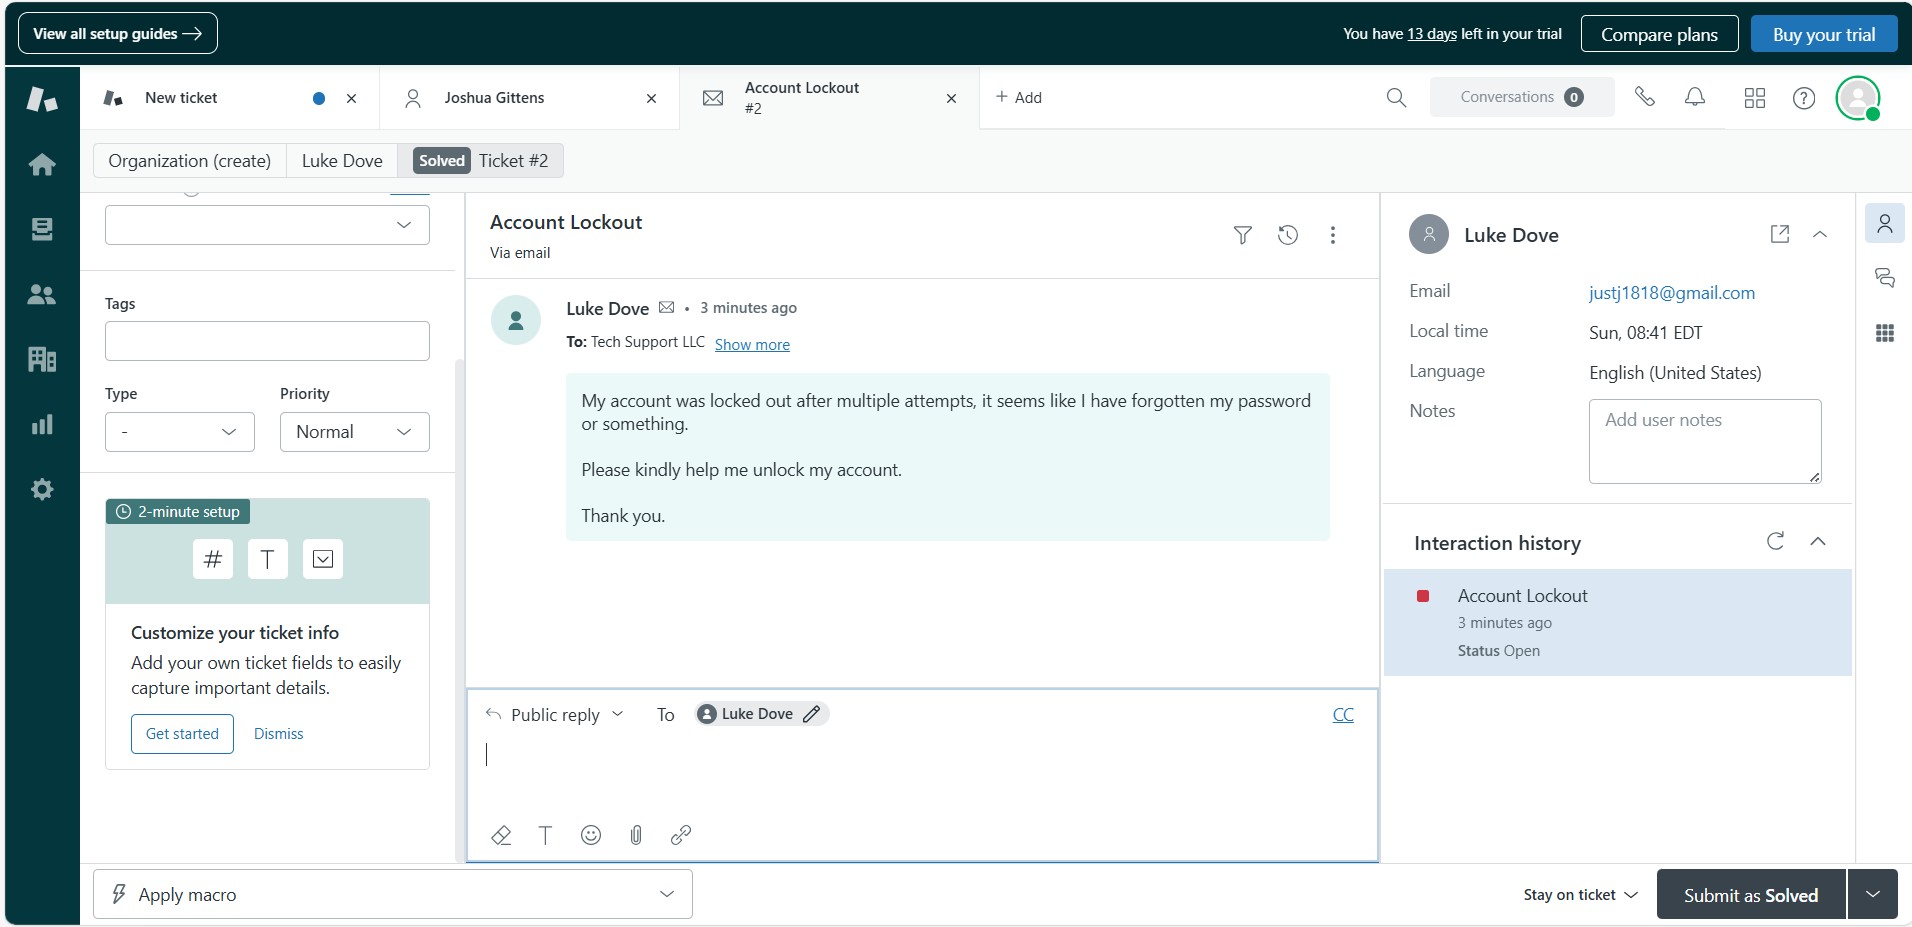 View all setup guides
You have 13 days left in your trial
Compare plans
Buy your trial
New ticket
Joshua Gittens
Account Lockout
#2
+ Add
Conversations 0
Organization (create)
Luke Dove
Solved Ticket #2
Tags
Type
Priority
-
Normal
2-minute setup
# T
Customize your ticket info
Add your own ticket fields to easily
capture important details.
Get started
Dismiss
Account Lockout
Via email
Luke Dove • 3 minutes ago
To: Tech Support LLC Show more
My account was locked out after multiple attempts, it seems like I have forgotten my password
or something.
Please kindly help me unlock my account.
Thank you.
Public reply
To
Luke Dove
CC
T
Luke Dove
Email
justj1818@gmail.com
Local time
Sun, 08:41 EDT
Language
English (United States)
Notes
Add user notes
Interaction history
Account Lockout
3 minutes ago
Status Open
Apply macro
Stay on ticket
Submit as Solved